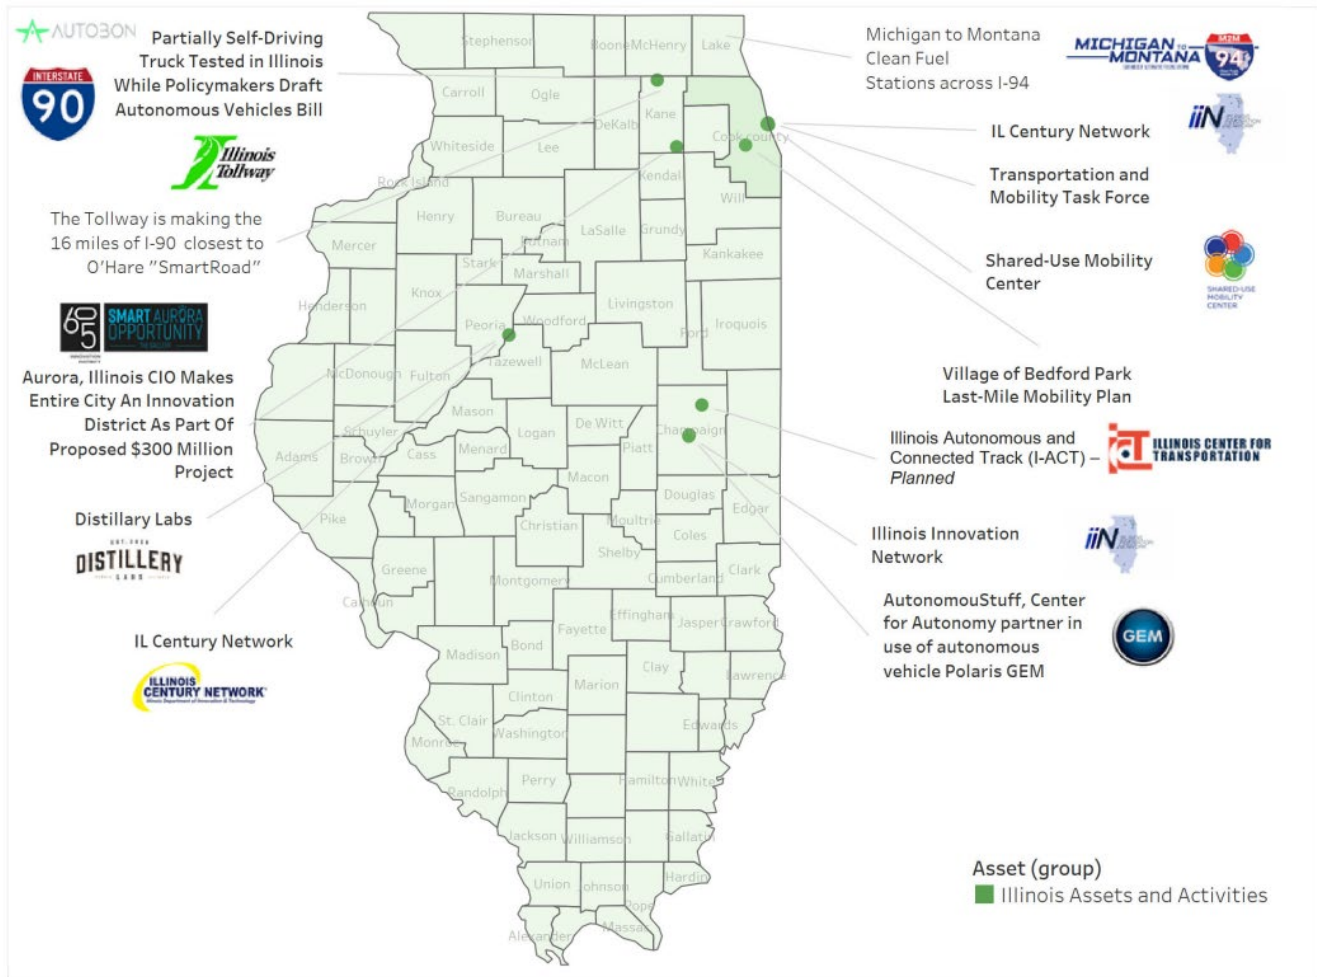 AUTOBON
INTERSTATE
90
Partially Self-Driving
Truck Tested in Illinois
While Policymakers Draft
Autonomous Vehicles Bill
Illinois
Tollway
The Tollway is making the
16 miles of I-90 closest to
O'Hare "SmartRoad"
605
SMART AURORA
OPPORTUNITY
Aurora, Illinois CIO Makes
Entire City An Innovation
District As Part Of
Proposed $300 Million
Project
Distillary Labs
DISTILLERY
LABS
IL Century Network
ILLINOIS
CENTURY NETWORK
Illinois Department of Innovation & Technology
Stephenson
Boone
McHenry
Lake
Carroll
Ogle
DeKalb
Kane
Cook county
Whiteside
Lee
Kendal
Rock Island
Will
Henry
Bureau
LaSalle
Grundy
Mercer
Putnam
Kankakee
Stark
Marshall
Knox
Henderson
Livingston
Peoria
Woodford
Ford
Iroquois
Tazewell
McLean
McDonough
Fulton
Mason
De Witt
Champaign
Schuyler
Logan
Piatt
Adams
Brown
Cass
Menard
Macon
Morgan
Sangamon
Douglas
Edgar
Pike
Christian
Moultrie
Coles
Shelby
Greene
Montgomery
Cumberland
Clark
Calhoun
Effingham
Fayette
Jasper
Crawford
Bond
Madison
Clay
Lawrence
Marion
Clinton
St. Clair
Washington
Edwards
Monroe
Perry
Hamilton
White
Randolph
Jackson
Williamson
Gallatin
Union
Johnson
Hardin
Pope
Alexander
Massac
Michigan to Montana
Clean Fuel
Stations across I-94
MICHIGAN TO
MONTANA
M2M
94
IL Century Network
iiN
Transportation and
Mobility Task Force
Shared-Use Mobility
Center
SHARED-USE
MOBILITY
CENTER
Village of Bedford Park
Last-Mile Mobility Plan
Illinois Autonomous and
Connected Track (I-ACT) –
Planned
ILLINOIS CENTER FOR
TRANSPORTATION
Illinois Innovation
Network
iiN
AutonomouStuff, Center
for Autonomy partner in
use of autonomous
vehicle Polaris GEM
GEM
Asset (group)
Illinois Assets and Activities